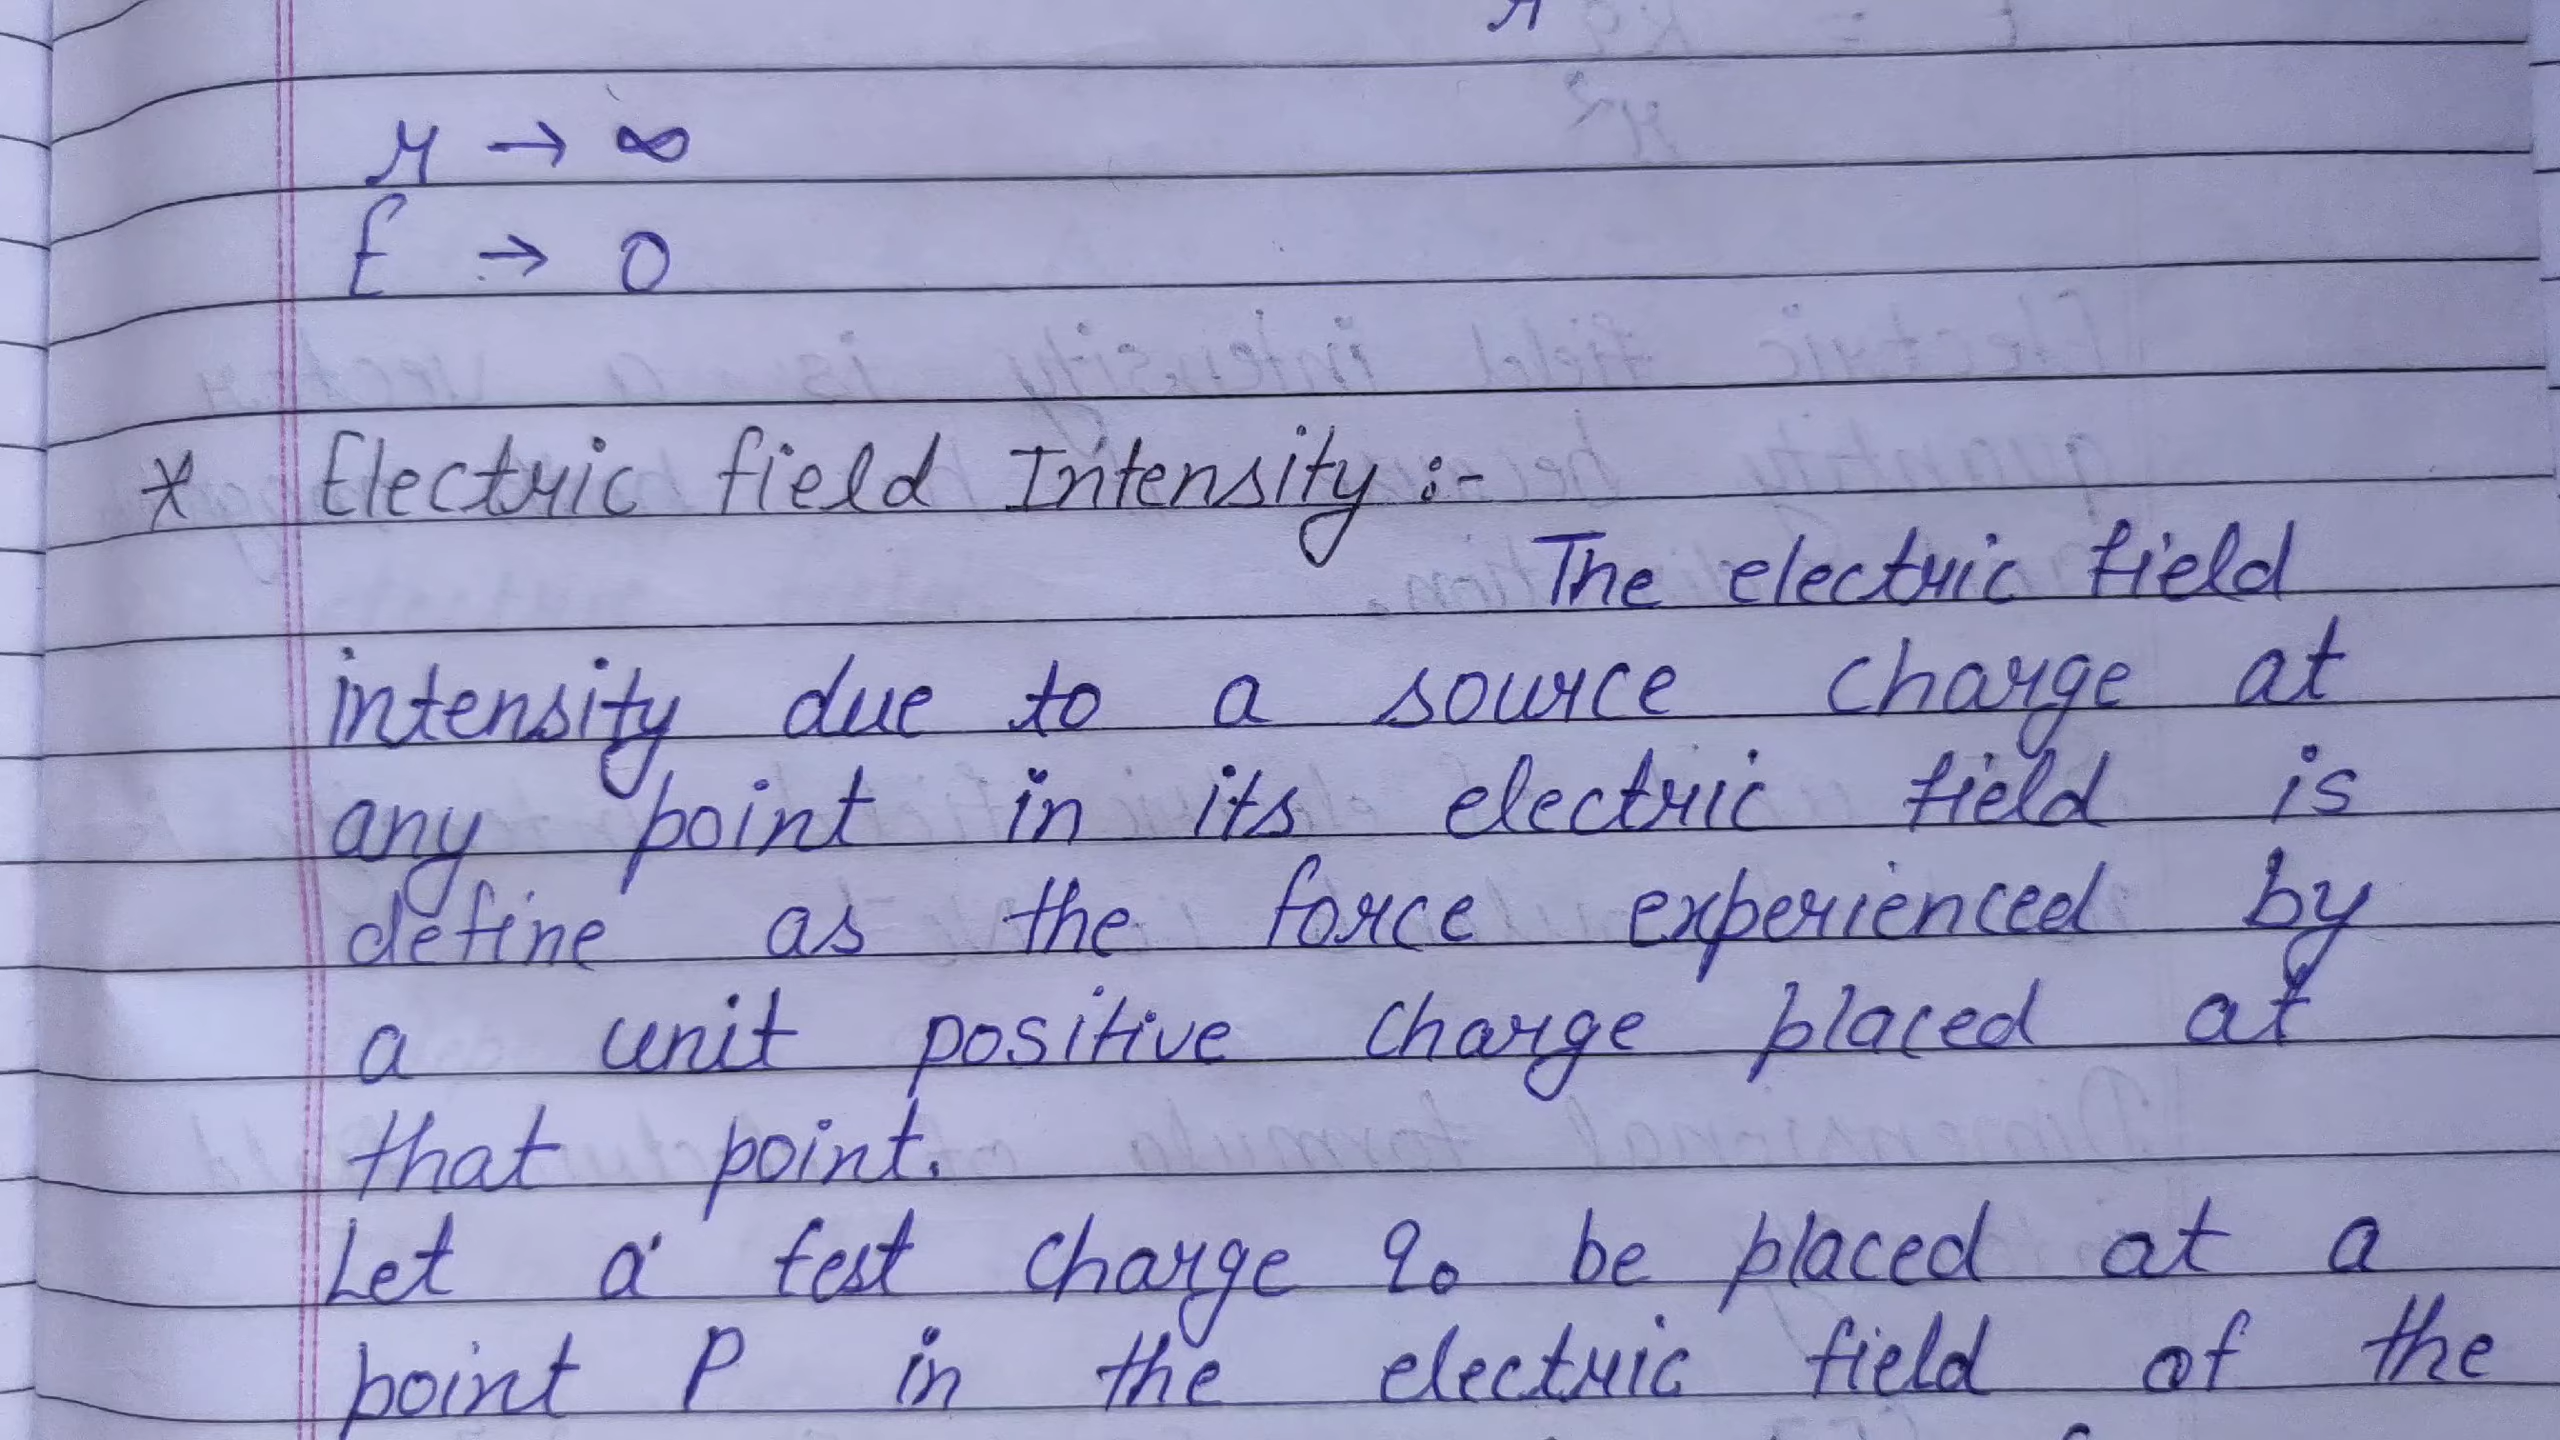 r
r → ∞
E → 0
* Electric field Intensity :-
The electric field
intensity due to a source charge at
any point in its electric field is
define as the force experienced by
a unit positive charge placed at
that point.
Let a test charge q₀ be placed at a
point P in the electric field of the